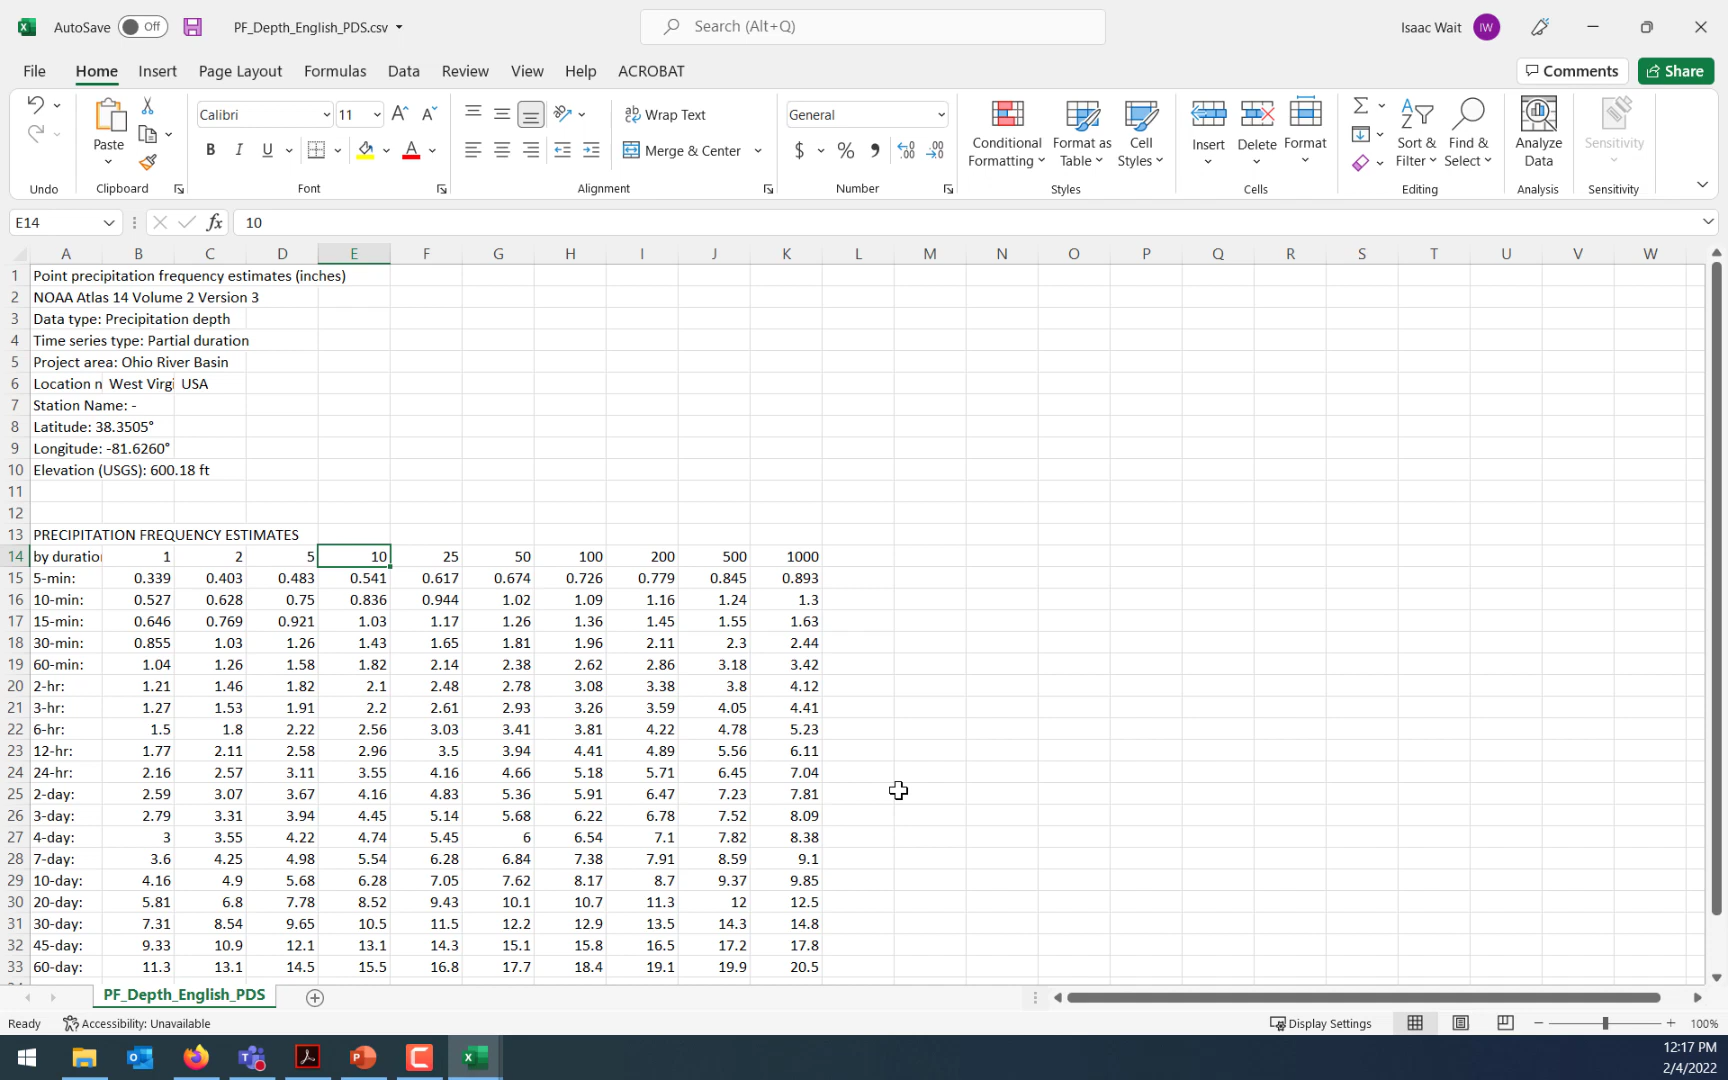 AutoSave Off PF_Depth_English_PDS.csv Search (Alt+Q) Isaac Wait IW
File Home Insert Page Layout Formulas Data Review View Help ACROBAT Comments Share
Calibri 11 Wrap Text General
Paste Merge & Center $ % Conditional Formatting Format as Table Cell Styles Insert Delete Format Sort & Filter Find & Select Analyze Data Sensitivity
Undo Clipboard Font Alignment Number Styles Cells Editing Analysis Sensitivity
E14 fx 10
A B C D E F G H I J K L M N O P Q R S T U V W
1 Point precipitation frequency estimates (inches)
2 NOAA Atlas 14 Volume 2 Version 3
3 Data type: Precipitation depth
4 Time series type: Partial duration
5 Project area: Ohio River Basin
6 Location n West Virgi USA
7 Station Name: -
8 Latitude: 38.3505°
9 Longitude: -81.6260°
10 Elevation (USGS): 600.18 ft
11
12
13 PRECIPITATION FREQUENCY ESTIMATES
14 by duration 1 2 5 10 25 50 100 200 500 1000
15 5-min: 0.339 0.403 0.483 0.541 0.617 0.674 0.726 0.779 0.845 0.893
16 10-min: 0.527 0.628 0.75 0.836 0.944 1.02 1.09 1.16 1.24 1.3
17 15-min: 0.646 0.769 0.921 1.03 1.17 1.26 1.36 1.45 1.55 1.63
18 30-min: 0.855 1.03 1.26 1.43 1.65 1.81 1.96 2.11 2.3 2.44
19 60-min: 1.04 1.26 1.58 1.82 2.14 2.38 2.62 2.86 3.18 3.42
20 2-hr: 1.21 1.46 1.82 2.1 2.48 2.78 3.08 3.38 3.8 4.12
21 3-hr: 1.27 1.53 1.91 2.2 2.61 2.93 3.26 3.59 4.05 4.41
22 6-hr: 1.5 1.8 2.22 2.56 3.03 3.41 3.81 4.22 4.78 5.23
23 12-hr: 1.77 2.11 2.58 2.96 3.5 3.94 4.41 4.89 5.56 6.11
24 24-hr: 2.16 2.57 3.11 3.55 4.16 4.66 5.18 5.71 6.45 7.04
25 2-day: 2.59 3.07 3.67 4.16 4.83 5.36 5.91 6.47 7.23 7.81
26 3-day: 2.79 3.31 3.94 4.45 5.14 5.68 6.22 6.78 7.52 8.09
27 4-day: 3 3.55 4.22 4.74 5.45 6 6.54 7.1 7.82 8.38
28 7-day: 3.6 4.25 4.98 5.54 6.28 6.84 7.38 7.91 8.59 9.1
29 10-day: 4.16 4.9 5.68 6.28 7.05 7.62 8.17 8.7 9.37 9.85
30 20-day: 5.81 6.8 7.78 8.52 9.43 10.1 10.7 11.3 12 12.5
31 30-day: 7.31 8.54 9.65 10.5 11.5 12.2 12.9 13.5 14.3 14.8
32 45-day: 9.33 10.9 12.1 13.1 14.3 15.1 15.8 16.5 17.2 17.8
33 60-day: 11.3 13.1 14.5 15.5 16.8 17.7 18.4 19.1 19.9 20.5
PF_Depth_English_PDS
Ready Accessibility: Unavailable Display Settings 100%
12:17 PM
2/4/2022